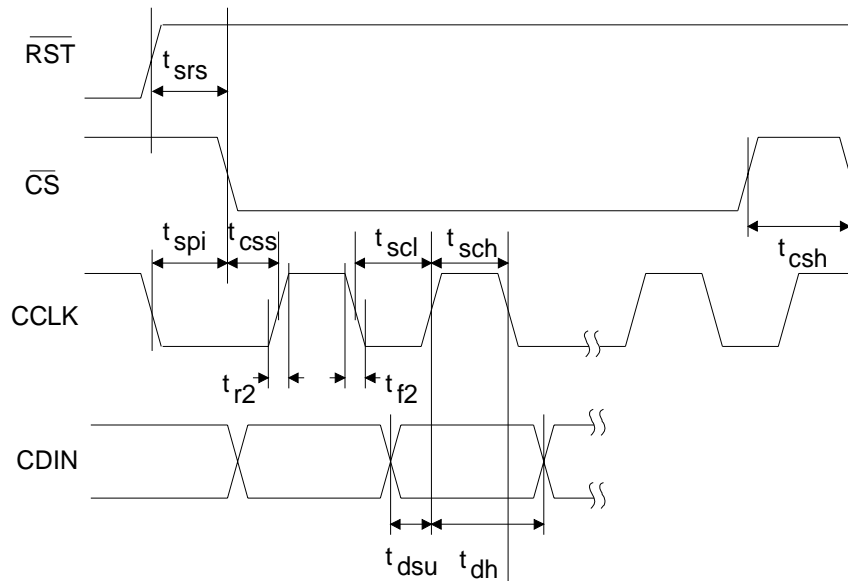 RST
t srs
CS
t spi
t css
t scl
t sch
t csh
CCLK
t r2
t f2
CDIN
t dsu
t dh